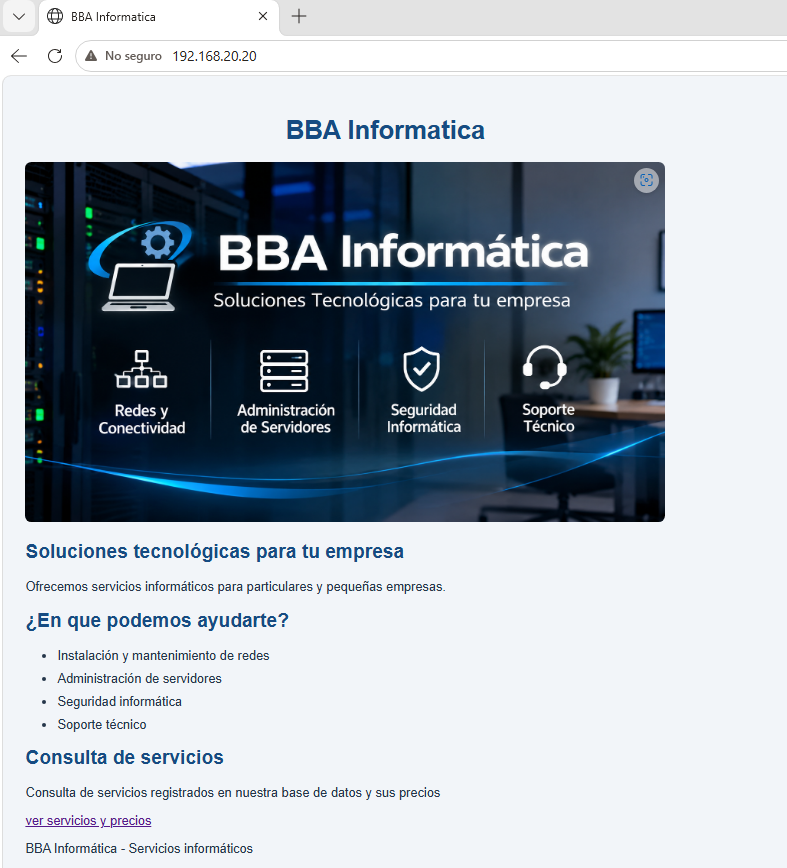 BBA Informatica
No seguro 192.168.20.20
BBA Informatica
BBA Informática
Soluciones Tecnológicas para tu empresa
Redes y
Conectividad
Administración
de Servidores
Seguridad
Informática
Soporte
Técnico
Soluciones tecnológicas para tu empresa
Ofrecemos servicios informáticos para particulares y pequeñas empresas.
¿En que podemos ayudarte?
Instalación y mantenimiento de redes
Administración de servidores
Seguridad informática
Soporte técnico
Consulta de servicios
Consulta de servicios registrados en nuestra base de datos y sus precios
ver servicios y precios
BBA Informática - Servicios informáticos